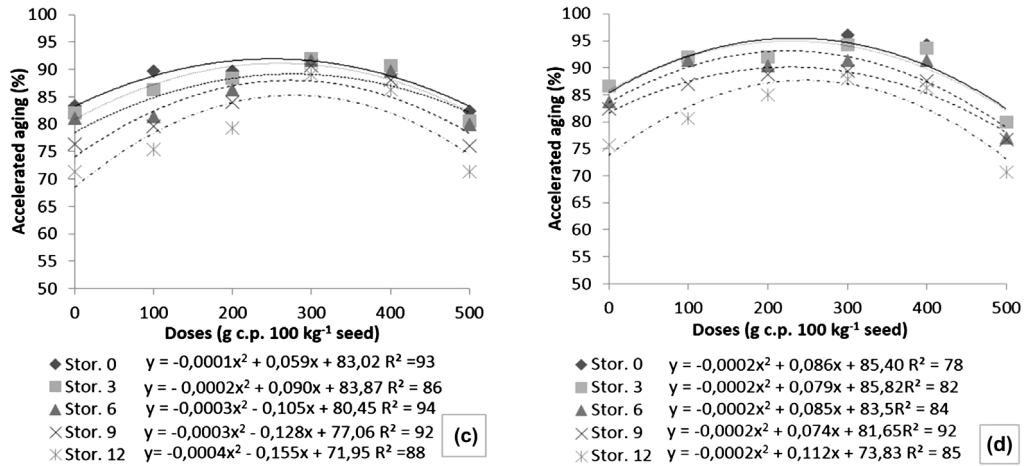 100
95
90
85
80
75
70
65
60
55
50
Accelerated aging (%)
0 100 200 300 400 500
Doses (g c.p. 100 kg⁻¹ seed)
Stor. 0 y = -0,0001x² + 0,059x + 83,02 R² =93
Stor. 3 y = - 0,0002x² + 0,090x + 83,87 R² = 86
Stor. 6 y = -0,0003x² - 0,105x + 80,45 R² = 94
Stor. 9 y = -0,0003x² - 0,128x + 77,06 R² = 92
Stor. 12 y= -0,0004x² - 0,155x + 71,95 R² =88
(c)
100
95
90
85
80
75
70
65
60
55
50
Accelerated aging (%)
0 100 200 300 400 500
Doses (g c.p. 100 kg⁻¹ seed)
Stor. 0 y = -0,0002x² + 0,086x + 85,40 R² = 78
Stor. 3 y = -0,0002x² + 0,079x + 85,82R² = 82
Stor. 6 y = -0,0002x² + 0,085x + 83,5R² = 84
Stor. 9 y = -0,0002x² + 0,074x + 81,65R² = 92
Stor. 12 y = -0,0002x² + 0,112x + 73,83 R² = 85
(d)